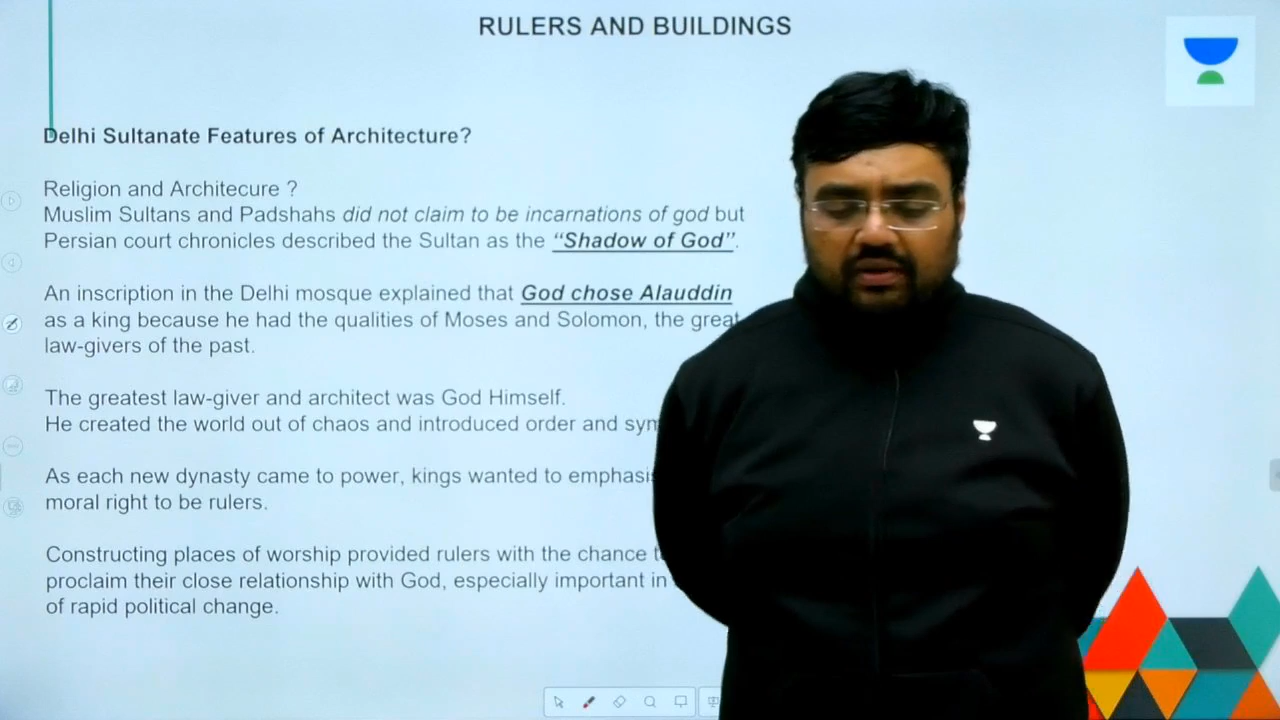 RULERS AND BUILDINGS
Delhi Sultanate Features of Architecture?
Religion and Architecure ?
Muslim Sultans and Padshahs did not claim to be incarnations of god but
Persian court chronicles described the Sultan as the “Shadow of God”.
An inscription in the Delhi mosque explained that God chose Alauddin
as a king because he had the qualities of Moses and Solomon, the great
law-givers of the past.
The greatest law-giver and architect was God Himself.
He created the world out of chaos and introduced order and
As each new dynasty came to power, kings wanted to
moral right to be rulers.
Constructing places of worship provided rulers with the chance
proclaim their close relationship with God, especially important in
of rapid political change.